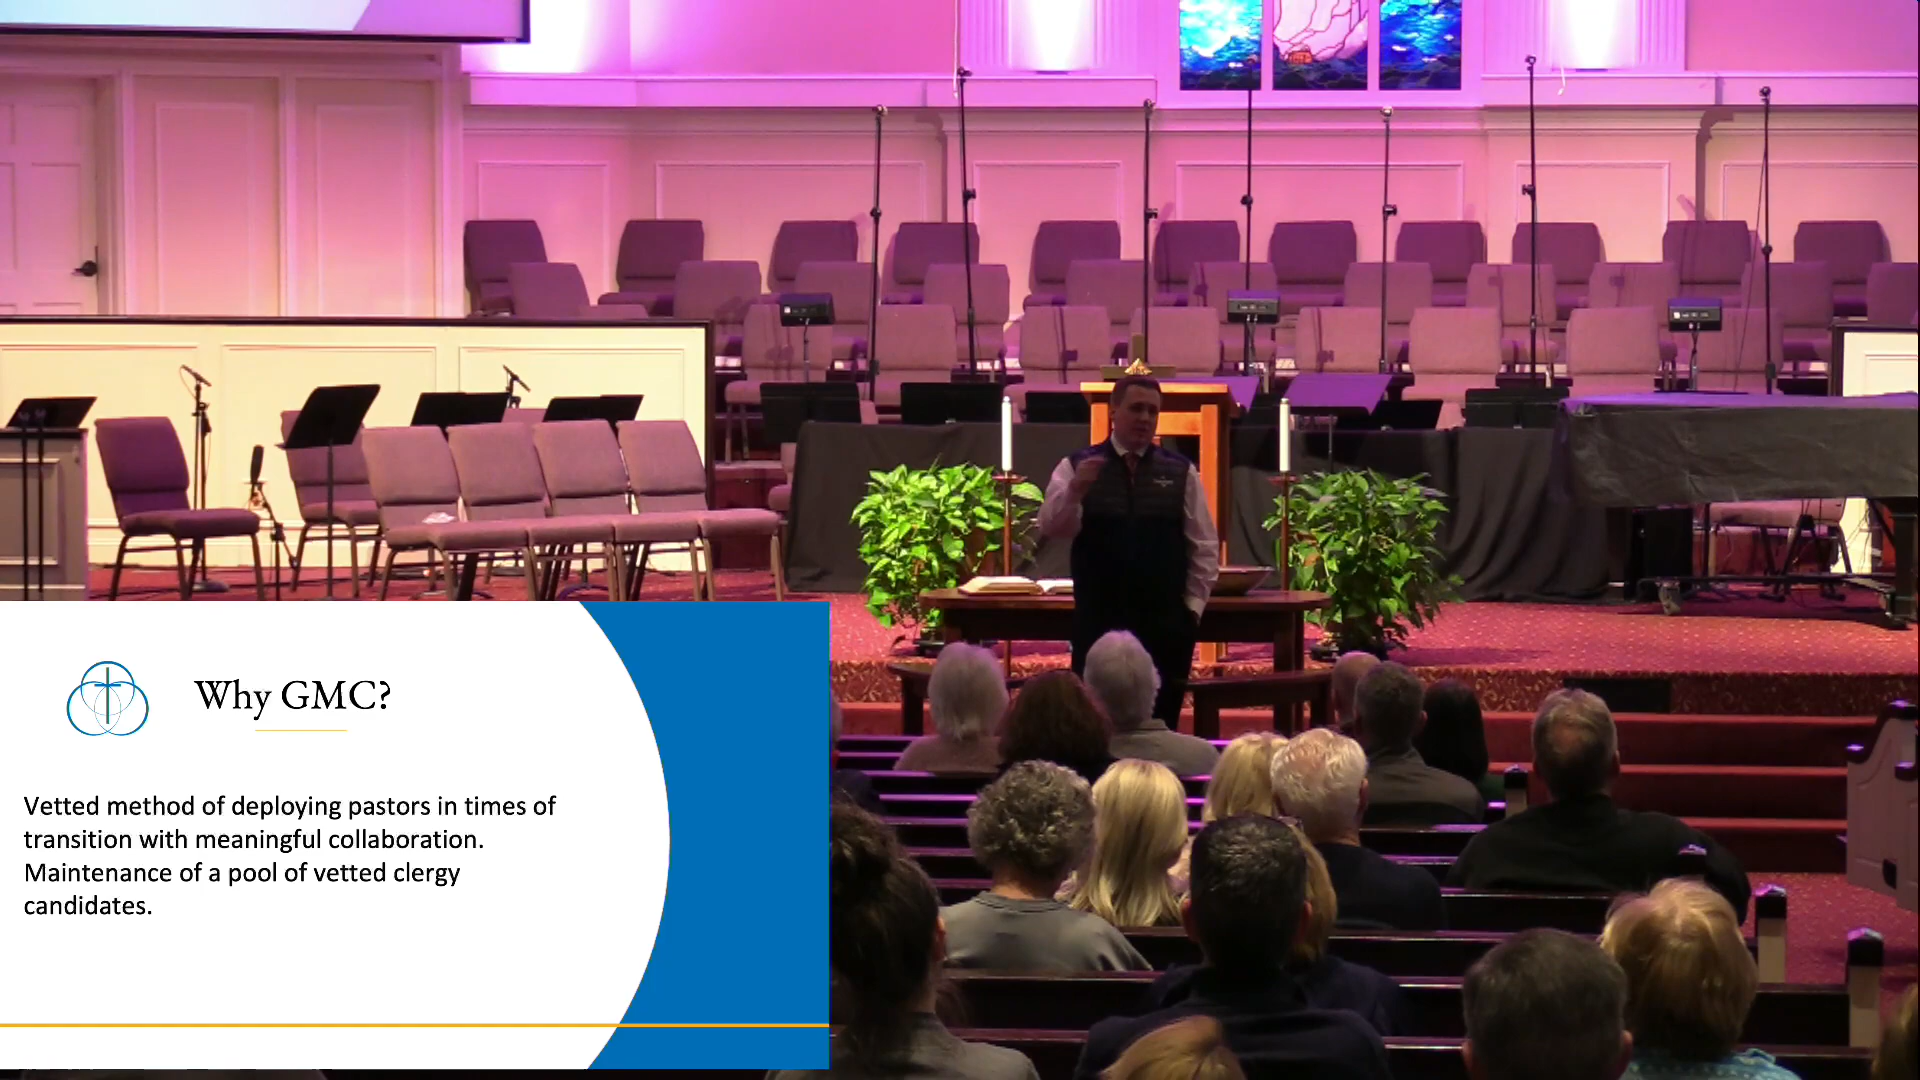 Why GMC?
Vetted method of deploying pastors in times of
transition with meaningful collaboration.
Maintenance of a pool of vetted clergy
candidates.